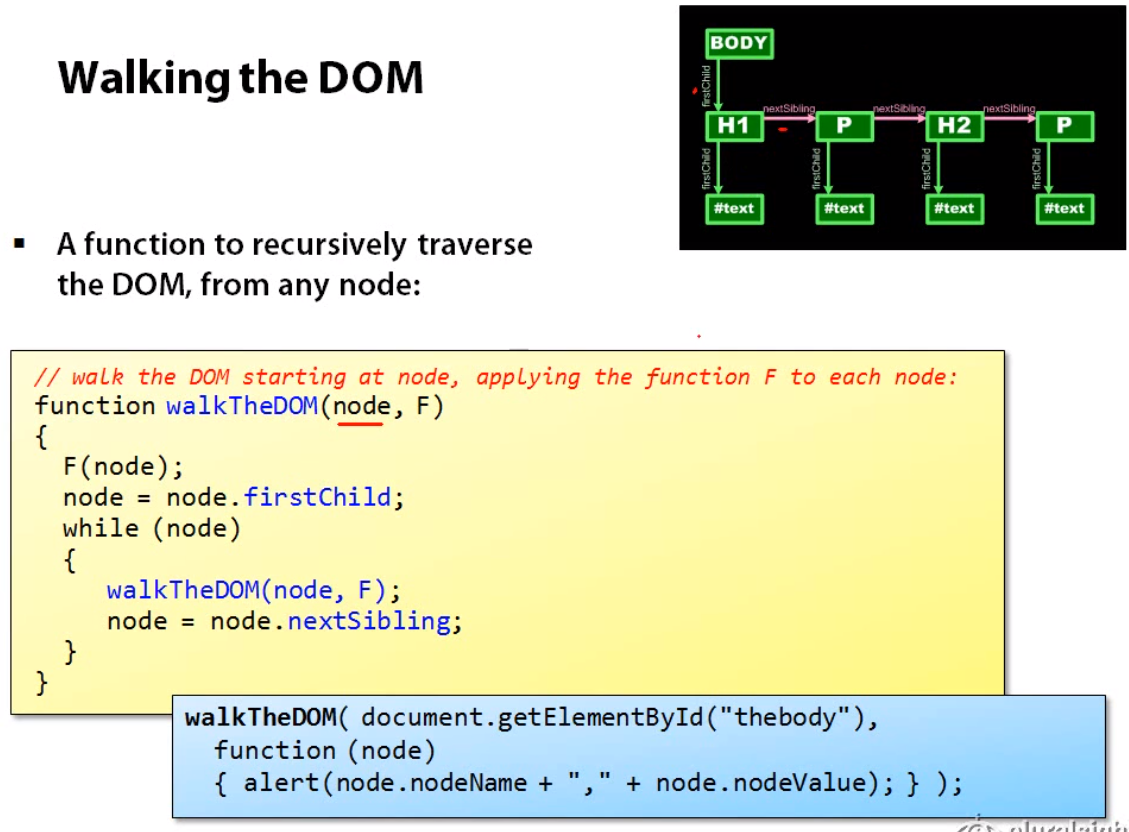 Walking the DOM
BODY
firstChild
nextSibling nextSibling nextSibling
H1 P H2 P
firstChild firstChild firstChild firstChild
#text #text #text #text
▪ A function to recursively traverse
the DOM, from any node:
// walk the DOM starting at node, applying the function F to each node:
function walkTheDOM(node, F)
{
F(node);
node = node.firstChild;
while (node)
{
walkTheDOM(node, F);
node = node.nextSibling;
}
}
walkTheDOM( document.getElementById("thebody"),
function (node)
{ alert(node.nodeName + "," + node.nodeValue); } );